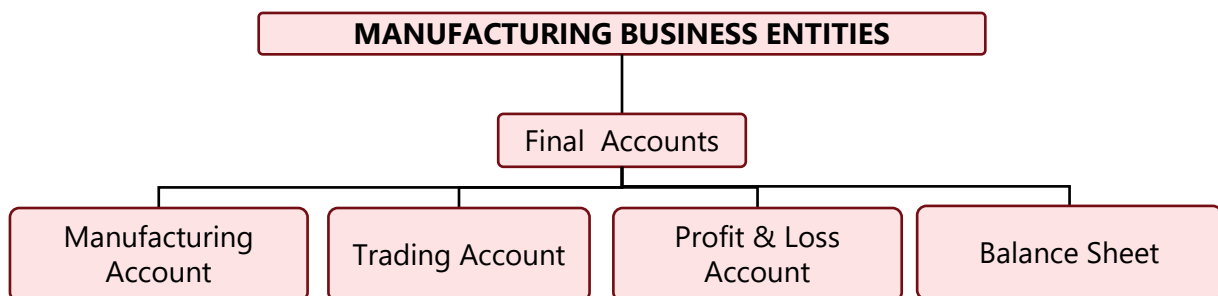 MANUFACTURING BUSINESS ENTITIES
Final Accounts
Manufacturing
Account
Trading Account
Profit & Loss
Account
Balance Sheet